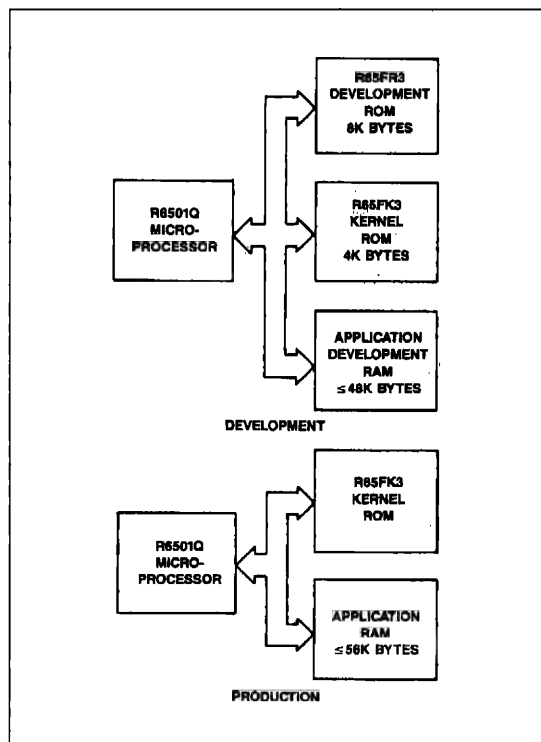 R65FR3
DEVELOPMENT
ROM
8K BYTES
R6501Q
MICRO-
PROCESSOR
R65FK3
KERNEL
ROM
4K BYTES
APPLICATION
DEVELOPMENT
RAM
≤48K BYTES
DEVELOPMENT
R65FK3
KERNEL
ROM
R6501Q
MICRO-
PROCESSOR
APPLICATION
RAM
≤56K BYTES
PRODUCTION